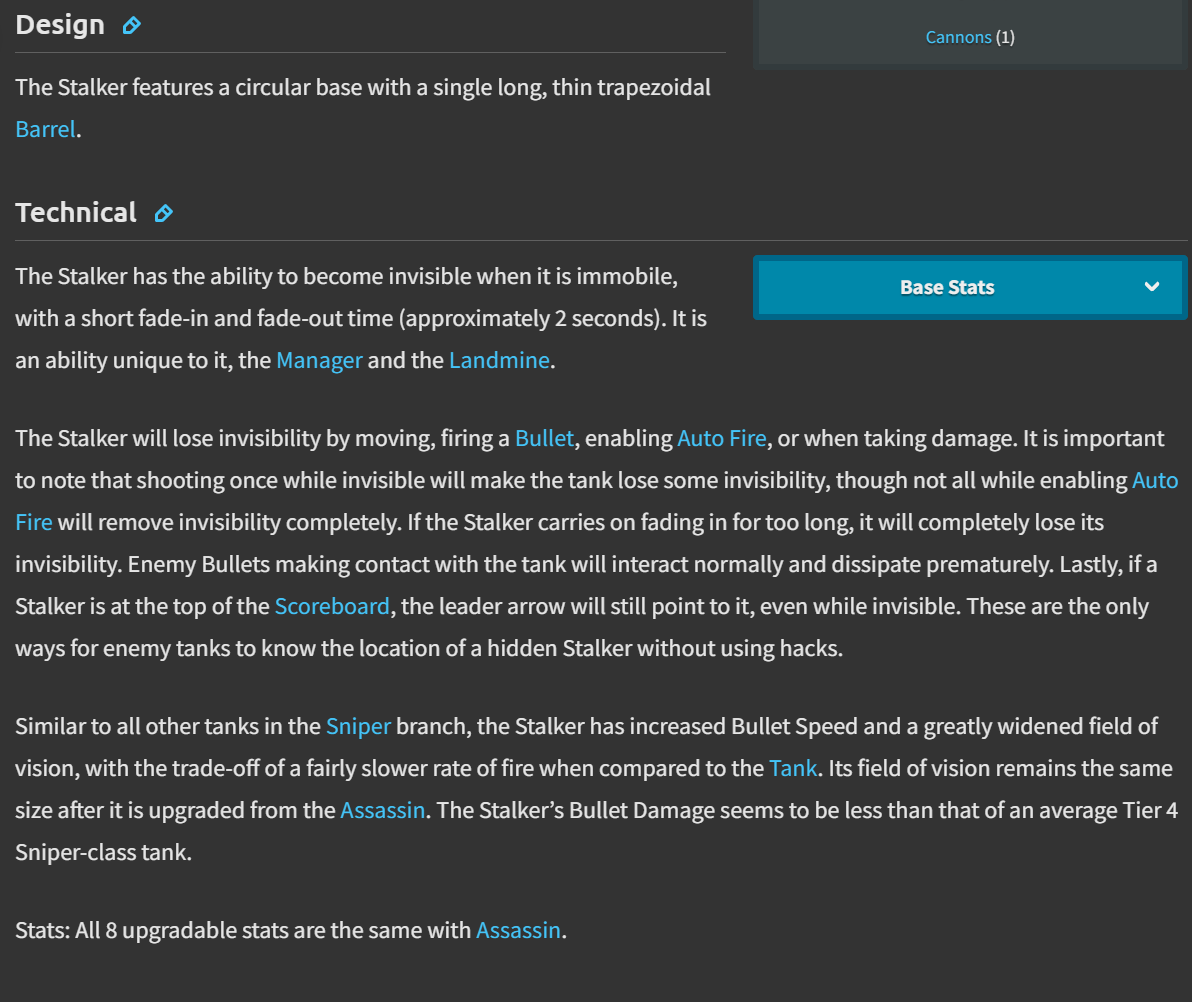 Design
Cannons (1)
The Stalker features a circular base with a single long, thin trapezoidal
Barrel.
Technical
The Stalker has the ability to become invisible when it is immobile,
with a short fade-in and fade-out time (approximately 2 seconds). It is
an ability unique to it, the Manager and the Landmine.
Base Stats
The Stalker will lose invisibility by moving, firing a Bullet, enabling Auto Fire, or when taking damage. It is important
to note that shooting once while invisible will make the tank lose some invisibility, though not all while enabling Auto
Fire will remove invisibility completely. If the Stalker carries on fading in for too long, it will completely lose its
invisibility. Enemy Bullets making contact with the tank will interact normally and dissipate prematurely. Lastly, if a
Stalker is at the top of the Scoreboard, the leader arrow will still point to it, even while invisible. These are the only
ways for enemy tanks to know the location of a hidden Stalker without using hacks.
Similar to all other tanks in the Sniper branch, the Stalker has increased Bullet Speed and a greatly widened field of
vision, with the trade-off of a fairly slower rate of fire when compared to the Tank. Its field of vision remains the same
size after it is upgraded from the Assassin. The Stalker’s Bullet Damage seems to be less than that of an average Tier 4
Sniper-class tank.
Stats: All 8 upgradable stats are the same with Assassin.